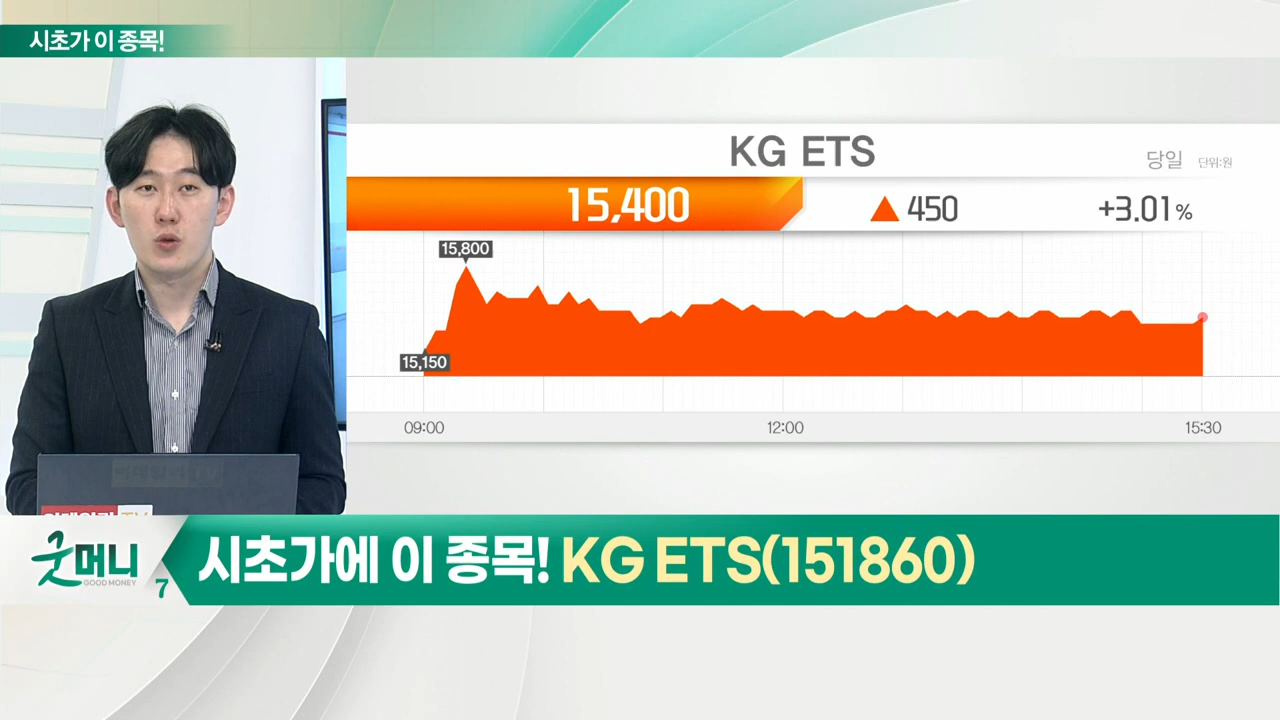 시초가 이 종목!
KG ETS
당일 단위:원
15,400 ▲ 450 +3.01%
15,800
15,150
09:00 12:00 15:30
굿머니
GOOD MONEY
7
시초가에 이 종목! KG ETS(151860)